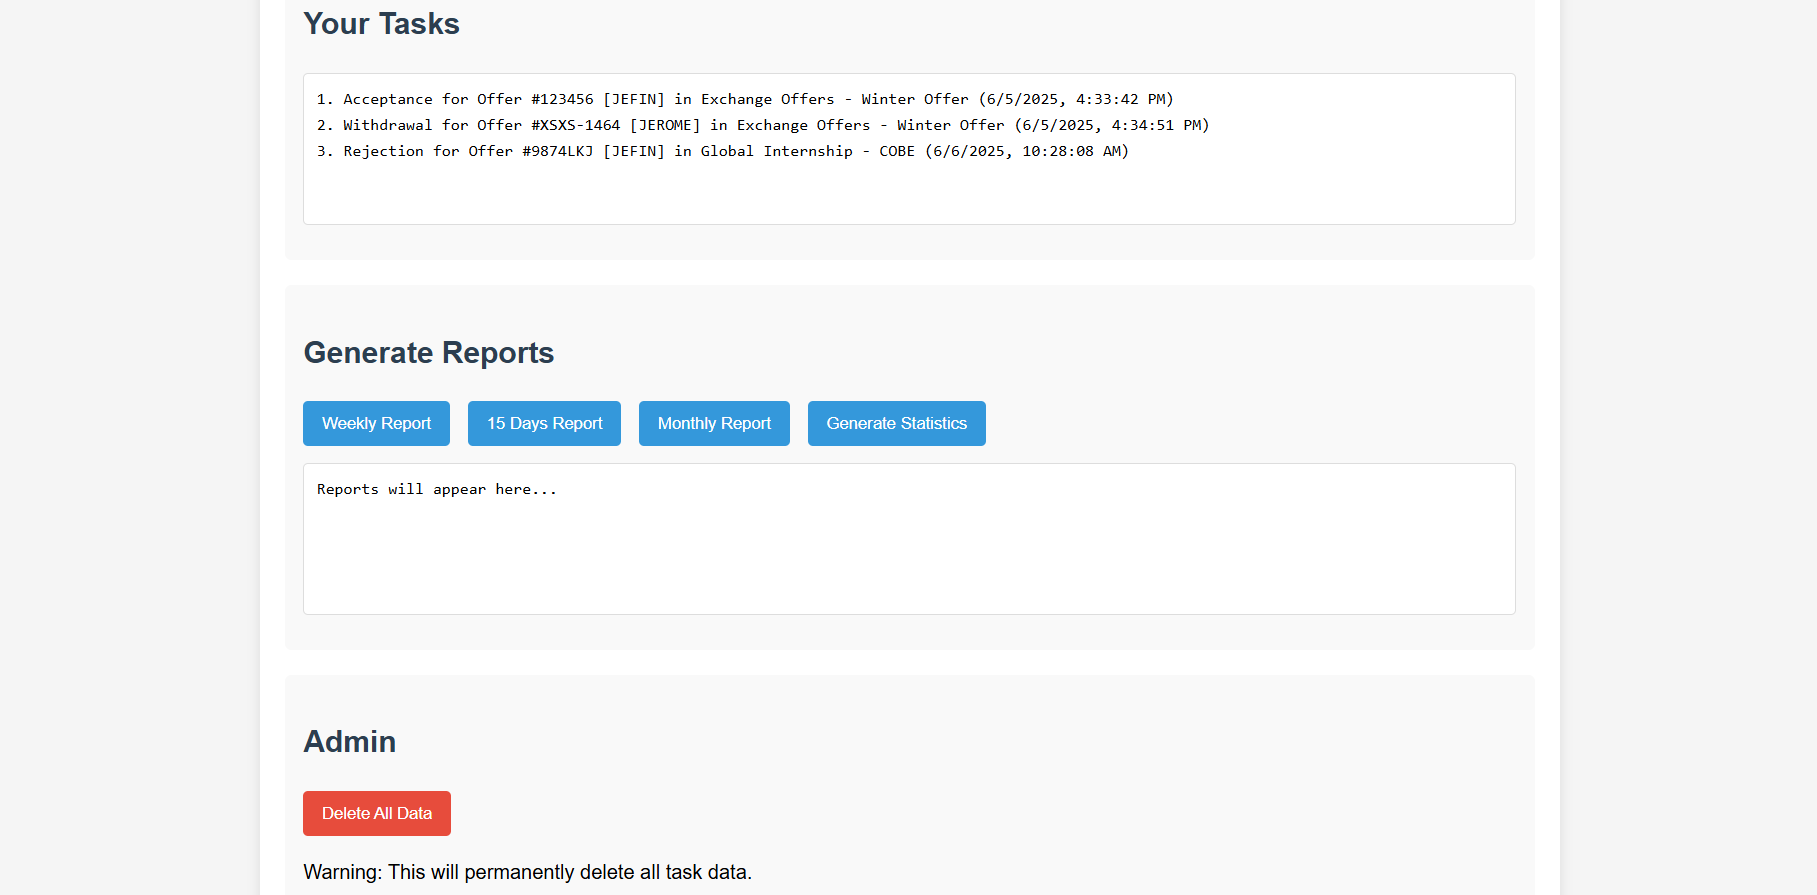 Your Tasks
1. Acceptance for Offer #123456 [JEFIN] in Exchange Offers - Winter Offer (6/5/2025, 4:33:42 PM)
2. Withdrawal for Offer #XSXS-1464 [JEROME] in Exchange Offers - Winter Offer (6/5/2025, 4:34:51 PM)
3. Rejection for Offer #9874LKJ [JEFIN] in Global Internship - COBE (6/6/2025, 10:28:08 AM)
Generate Reports
Weekly Report
15 Days Report
Monthly Report
Generate Statistics
Reports will appear here...
Admin
Delete All Data
Warning: This will permanently delete all task data.